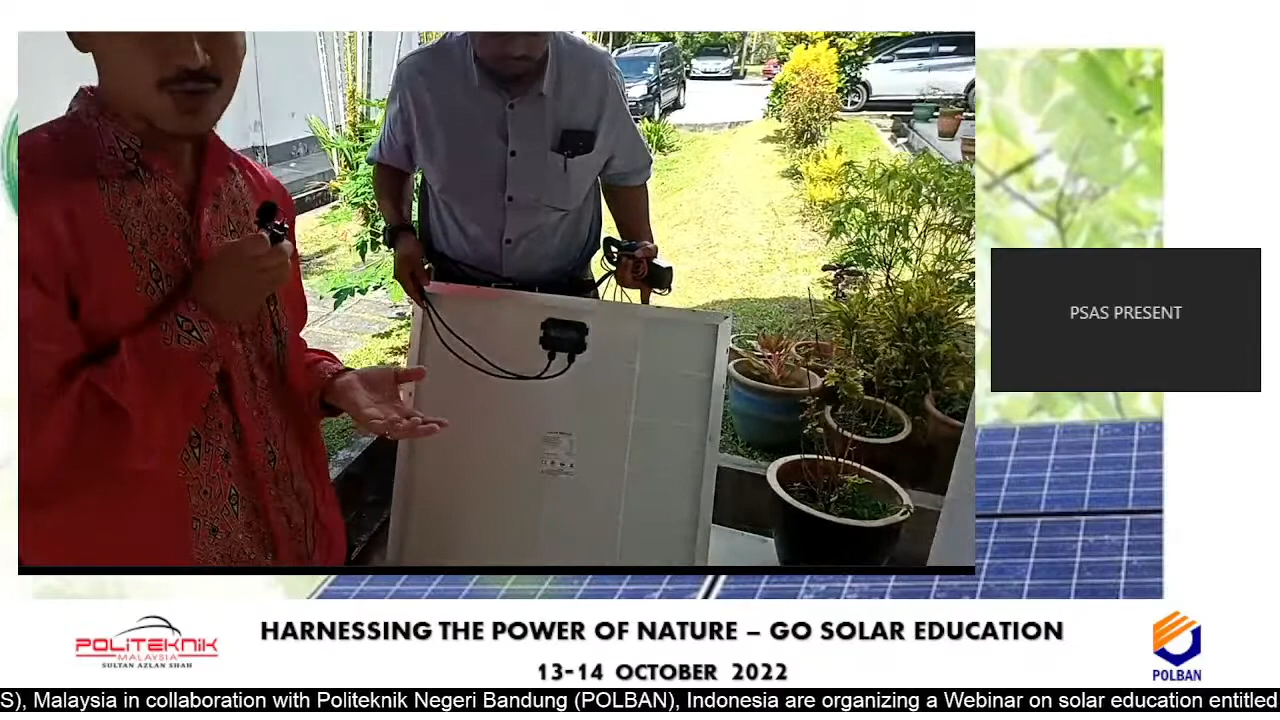 PSAS PRESENT
POLITEKNIK
MALAYSIA
SULTAN AZLAN SHAH
HARNESSING THE POWER OF NATURE – GO SOLAR EDUCATION
13-14 OCTOBER 2022
POLBAN
S), Malaysia in collaboration with Politeknik Negeri Bandung (POLBAN), Indonesia are organizing a Webinar on solar education entitled